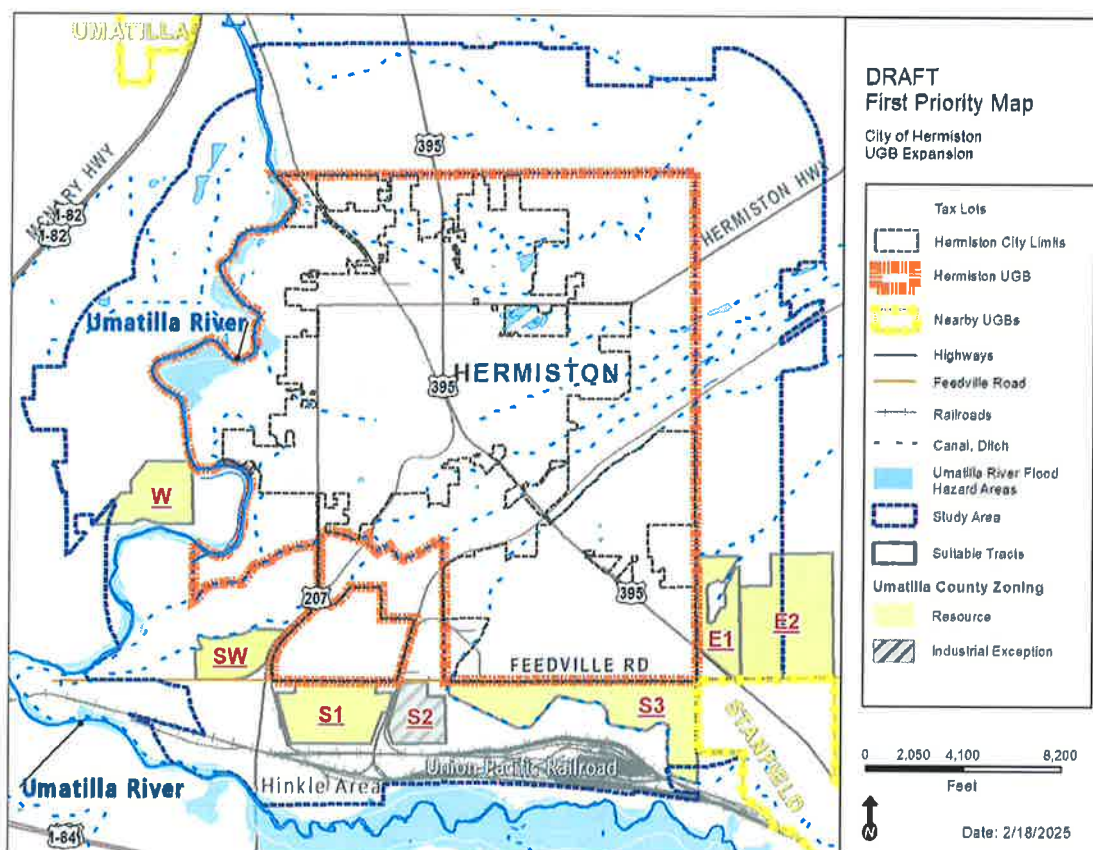 UMATILLA
MCNARY HWY
I-82
I-82
395
HERMISTON HWY
Umatilla River
395
HERMISTON
W
207
395
E1
E2
SW
FEEDVILLE RD
S1
S2
S3
STANFIELD
Union Pacific Railroad
Hinkle Area
Umatilla River
I-84
DRAFT
First Priority Map
City of Hermiston
UGB Expansion
Tax Lots
Hermiston City Limits
Hermiston UGB
Nearby UGBs
Highways
Feedville Road
Railroads
Canal, Ditch
Umatilla River Flood
Hazard Areas
Study Area
Suitable Tracts
Umatilla County Zoning
Resource
Industrial Exception
0 2,050 4,100 8,200
Feet
N
Date: 2/18/2025